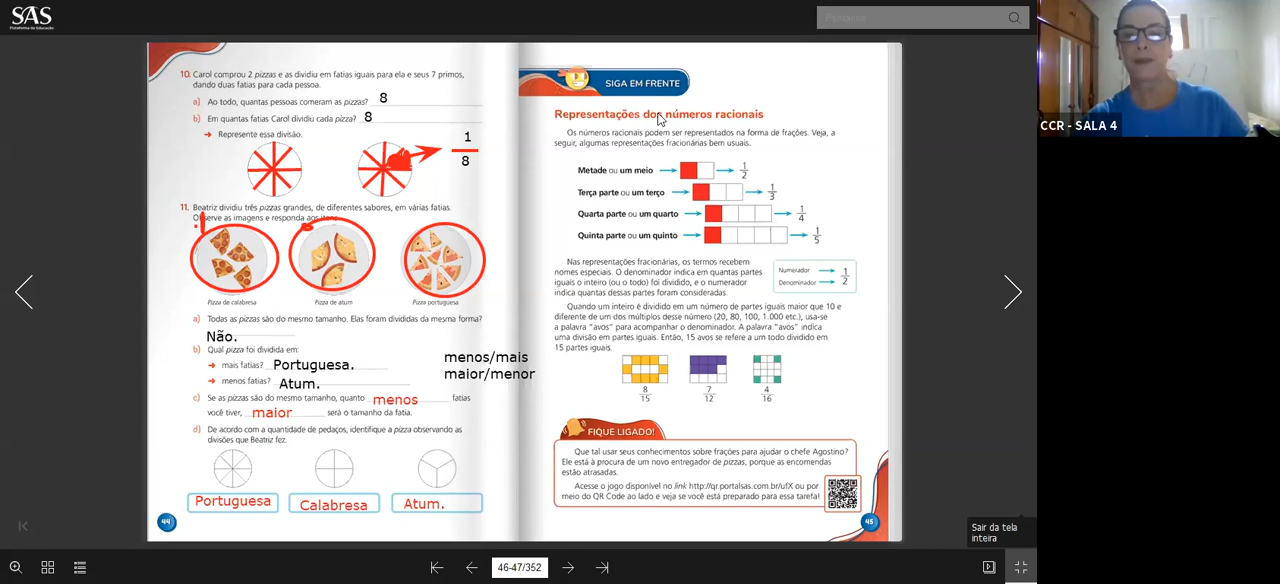 SAS
Plataforma de Educação
Pesquisar
CCR - SALA 4
10. Carol comprou 2 pizzas e as dividiu em fatias iguais para ela e seus 7 primos,
dando duas fatias para cada pessoa.
a) Ao todo, quantas pessoas comeram as pizzas? 8
b) Em quantas fatias Carol dividiu cada pizza? 8
Represente essa divisão.
1
8
11. Beatriz dividiu três pizzas grandes, de diferentes sabores, em várias fatias.
Observe as imagens e responda aos itens.
Pizza de calabresa
Pizza de atum
Pizza portuguesa
a) Todas as pizzas são do mesmo tamanho. Elas foram divididas da mesma forma?
Não.
b) Qual pizza foi dividida em:
mais fatias? Portuguesa.
menos fatias? Atum.
menos/mais
maior/menor
c) Se as pizzas são do mesmo tamanho, quanto menos fatias
você tiver, maior será o tamanho da fatia.
d) De acordo com a quantidade de pedaços, identifique a pizza observando as
divisões que Beatriz fez.
Portuguesa
Calabresa
Atum.
44
SIGA EM FRENTE
Representações dos números racionais
Os números racionais podem ser representados na forma de frações. Veja, a
seguir, algumas representações fracionárias bem usuais.
Metade ou um meio 1/2
Terça parte ou um terço 1/3
Quarta parte ou um quarto 1/4
Quinta parte ou um quinto 1/5
Nas representações fracionárias, os termos recebem
nomes especiais. O denominador indica em quantas partes
iguais o inteiro (ou o todo) foi dividido, e o numerador
indica quantas dessas partes foram consideradas.
Numerador 1
Denominador 2
Quando um inteiro é dividido em um número de partes iguais maior que 10 e
diferente de um dos múltiplos desse número (20, 80, 100, 1.000 etc.), usa-se
a palavra "avos" para acompanhar o denominador. A palavra "avos" indica
uma divisão em partes iguais. Então, 15 avos se refere a um todo dividido em
15 partes iguais.
8/15
7/12
4/16
FIQUE LIGADO!
Que tal usar seus conhecimentos sobre frações para ajudar o chefe Agostino?
Ele está à procura de um novo entregador de pizzas, porque as encomendas
estão atrasadas.
Acesse o jogo disponível no link http://qr.portalsas.com.br/ufX ou por
meio do QR Code ao lado e veja se você está preparado para essa tarefa!
45
Sair da tela
inteira
46-47/352